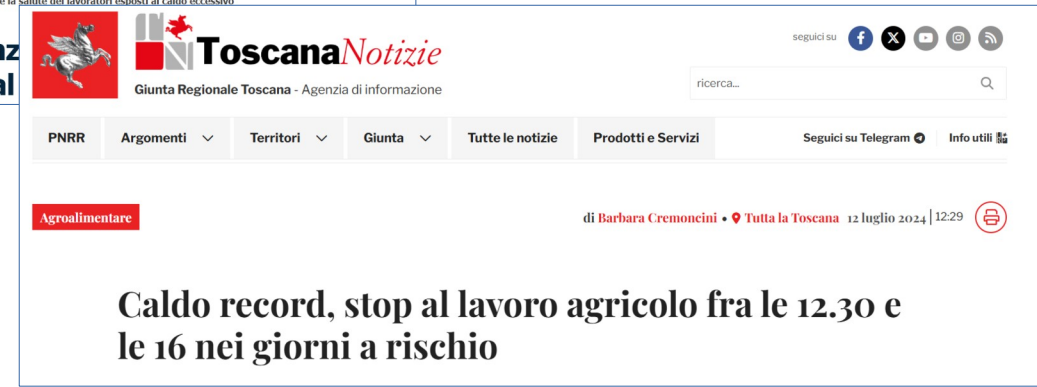 e la salute dei lavoratori esposti al caldo eccessivo
nz
al
ToscanaNotizie
Giunta Regionale Toscana - Agenzia di informazione
seguici su
ricerca...
PNRR Argomenti Territori Giunta Tutte le notizie Prodotti e Servizi Seguici su Telegram Info utili
Agroalimentare
di Barbara Cremoncini • Tutta la Toscana 12 luglio 2024 | 12:29
Caldo record, stop al lavoro agricolo fra le 12.30 e
le 16 nei giorni a rischio